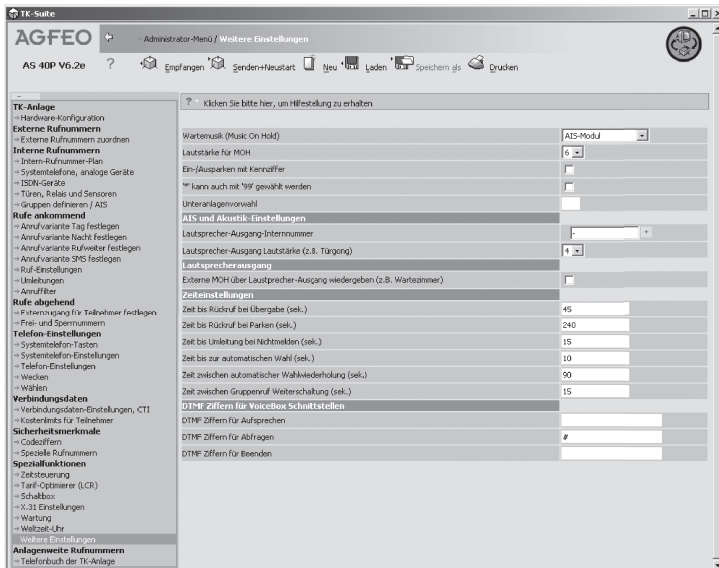 TK-Suite
AGFEO
Administrator-Menü / Weitere Einstellungen
AS 40P V6.2e ? Empfangen Senden+Neustart Neu Laden Speichern als Drucken
? Klicken Sie bitte hier, um Hilfestellung zu erhalten
TK-Anlage
Hardware-Konfiguration
Externe Rufnummern
Externe Rufnummern zuordnen
Interne Rufnummern
Intern-Rufnummer-Plan
Systemtelefone, analoge Geräte
ISDN-Geräte
Türen, Relais und Sensoren
Gruppen definieren / AIS
Rufe ankommend
Anrufvariante Tag festlegen
Anrufvariante Nacht festlegen
Anrufvariante Rufweiter festlegen
Anrufvariante SMS festlegen
Ruf-Einstellungen
Umleitungen
Anruffilter
Rufe abgehend
Externzugang für Teilnehmer festlegen
Frei- und Sperrnummern
Telefon-Einstellungen
Systemtelefon-Tasten
Systemtelefon-Einstellungen
Telefon-Einstellungen
Wecken
Wählen
Verbindungsdaten
Verbindungsdaten-Einstellungen, CTI
Kostenlimits für Teilnehmer
Sicherheitsmerkmale
Codeziffern
Spezielle Rufnummern
Spezialfunktionen
Zeitsteuerung
Tarif-Optimierer (LCR)
Schaltbox
X.31 Einstellungen
Wartung
Weltzeit-Uhr
Weitere Einstellungen
Anlagenweite Rufnummern
Telefonbuch der TK-Anlage
Wartemusik (Music On Hold) AIS-Modul
Lautstärke für MOH 6
Ein-/Ausparken mit Kennziffer
'*' kann auch mit '99' gewählt werden
Unteranlagenvorwahl
AIS und Akustik-Einstellungen
Lautsprecher-Ausgang-Internnummer - +
Lautsprecher-Ausgang Lautstärke (z.B. Türgong) 4
Lautsprecherausgang
Externe MOH über Laustprecher-Ausgang wiedergeben (z.B. Wartezimmer)
Zeiteinstellungen
Zeit bis Rückruf bei Übergabe (sek.) 45
Zeit bis Rückruf bei Parken (sek.) 240
Zeit bis Umleitung bei Nichtmelden (sek.) 15
Zeit bis zur automatischen Wahl (sek.) 10
Zeit zwischen automatischer Wahlwiederholung (sek.) 90
Zeit zwischen Gruppenruf Weiterschaltung (sek.) 15
DTMF Ziffern für VoiceBox Schnittstellen
DTMF Ziffern für Aufsprechen
DTMF Ziffern für Abfragen #
DTMF Ziffern für Beenden